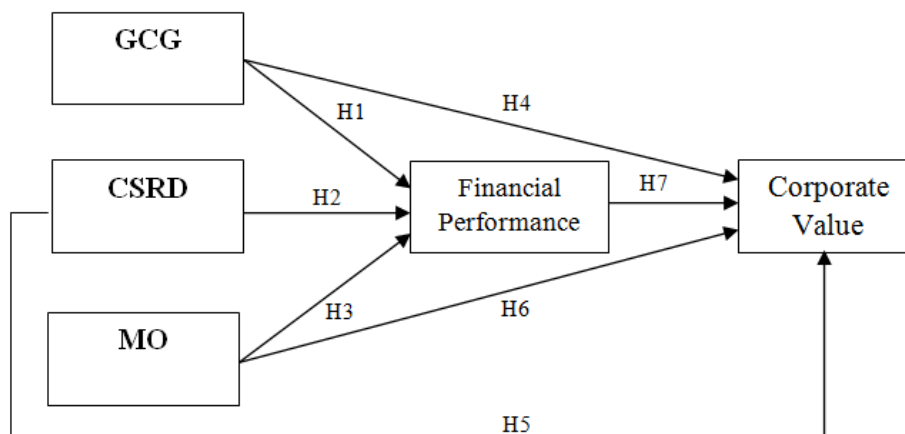 GCG
H4
H1
CSRD
H2
Financial
Performance
H7
Corporate
Value
H3
H6
MO
H5